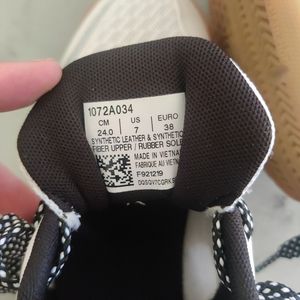 1072A034
CM US EURO
24.0 7 38
SYNTHETIC LEATHER & SYNTHETIC
FIBER UPPER / RUBBER SOLE
MADE IN VIETNAM
FABRIQUE AU VIETNAM
F921219